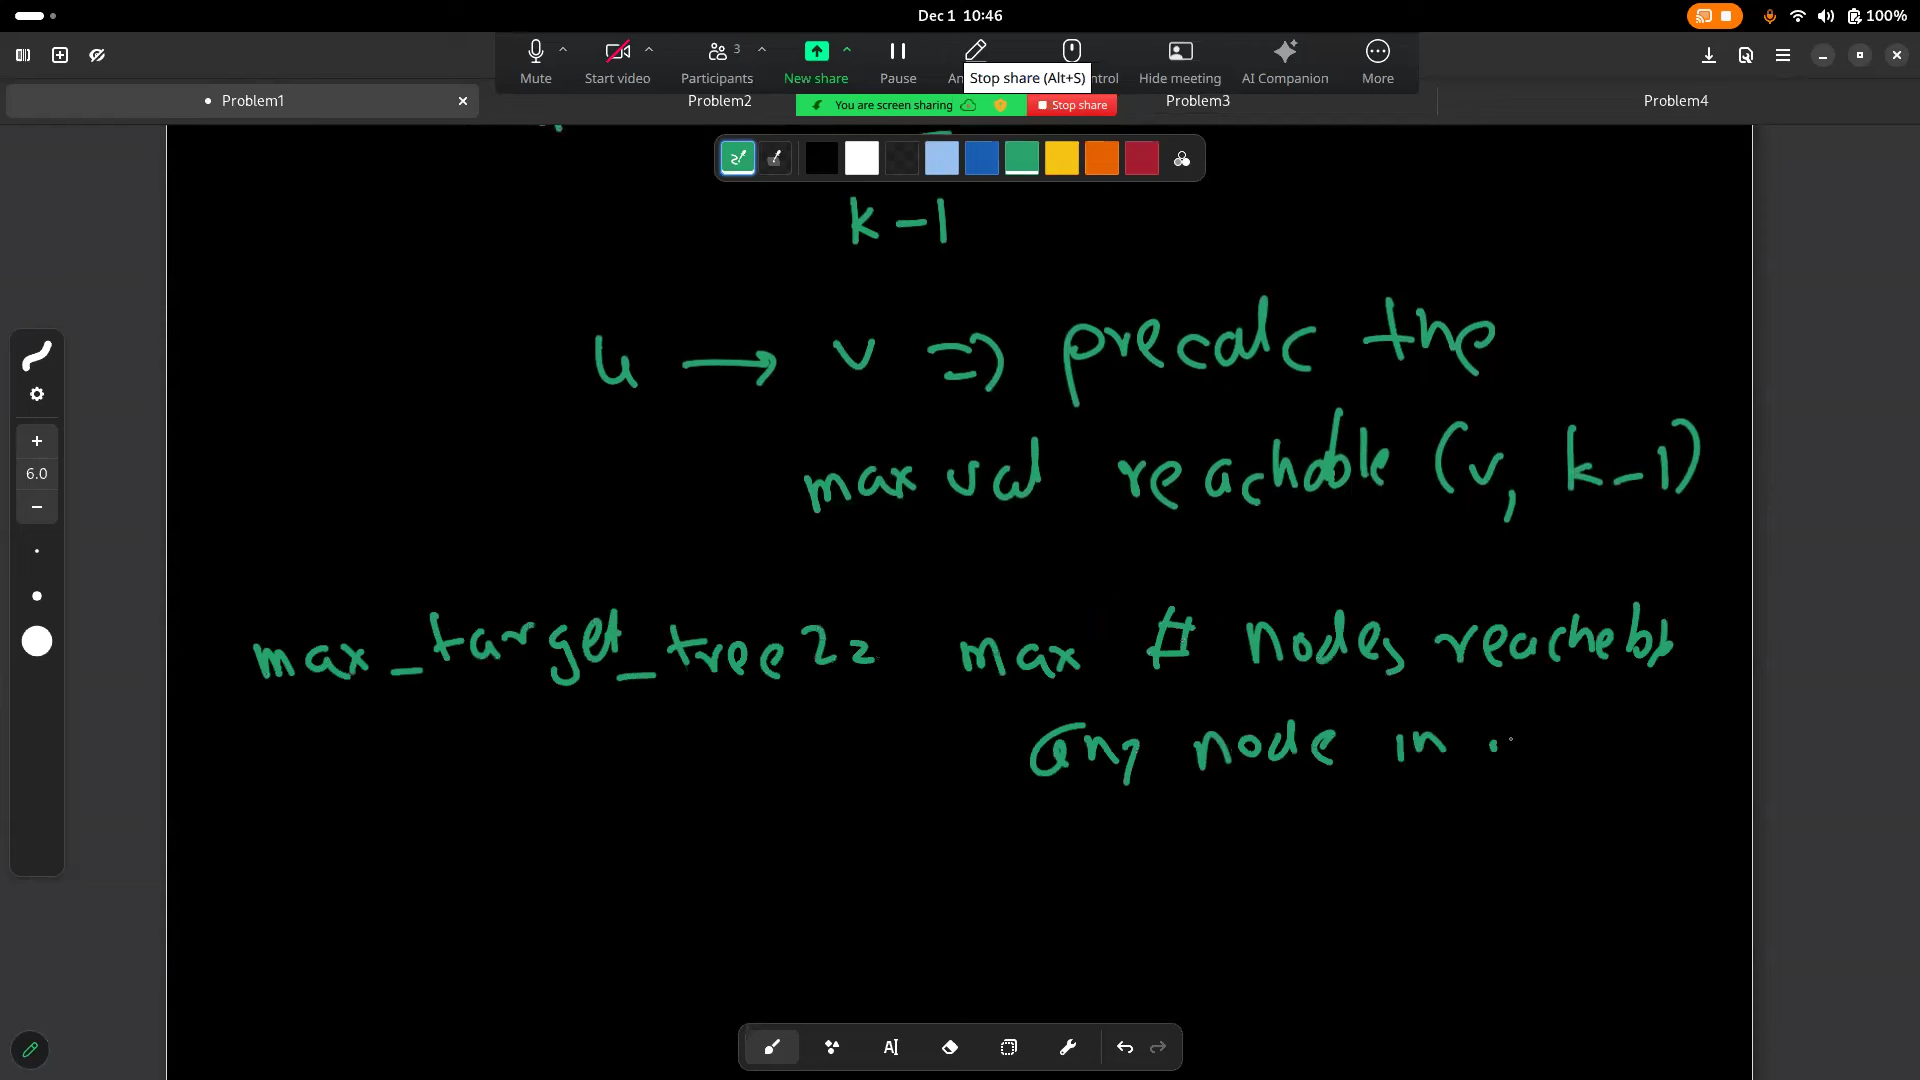 Dec 1 10:46
100%
Mute
Start video
3
Participants
New share
Pause
An
Stop share (Alt+S)
ntrol
Hide meeting
AI Companion
More
Problem1
Problem2
You are screen sharing
Stop share
Problem3
Problem4
k-1
u → v => precalc the
max val reachable (v, k-1)
6.0
max_target_tree2= max # nodes
any node in